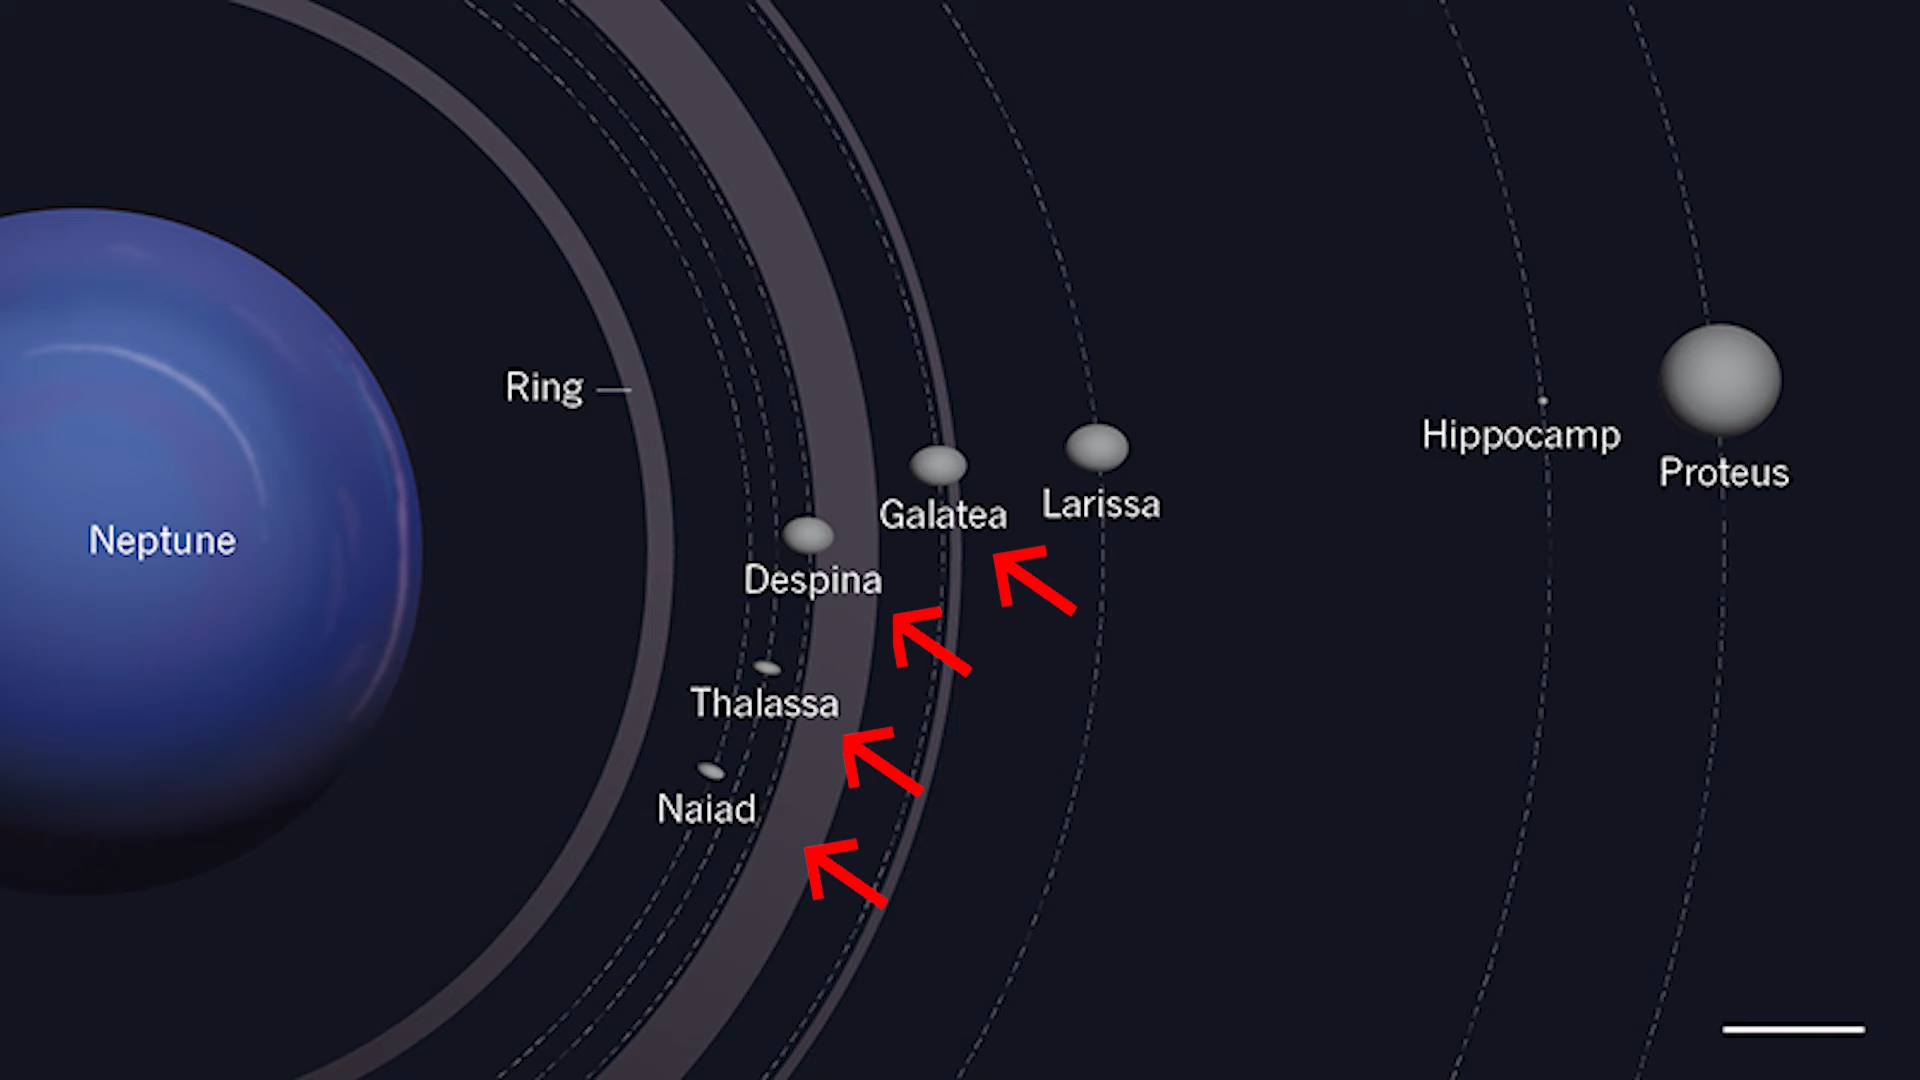 Ring
Neptune
Galatea
Larissa
Hippocamp
Proteus
Despina
Thalassa
Naiad